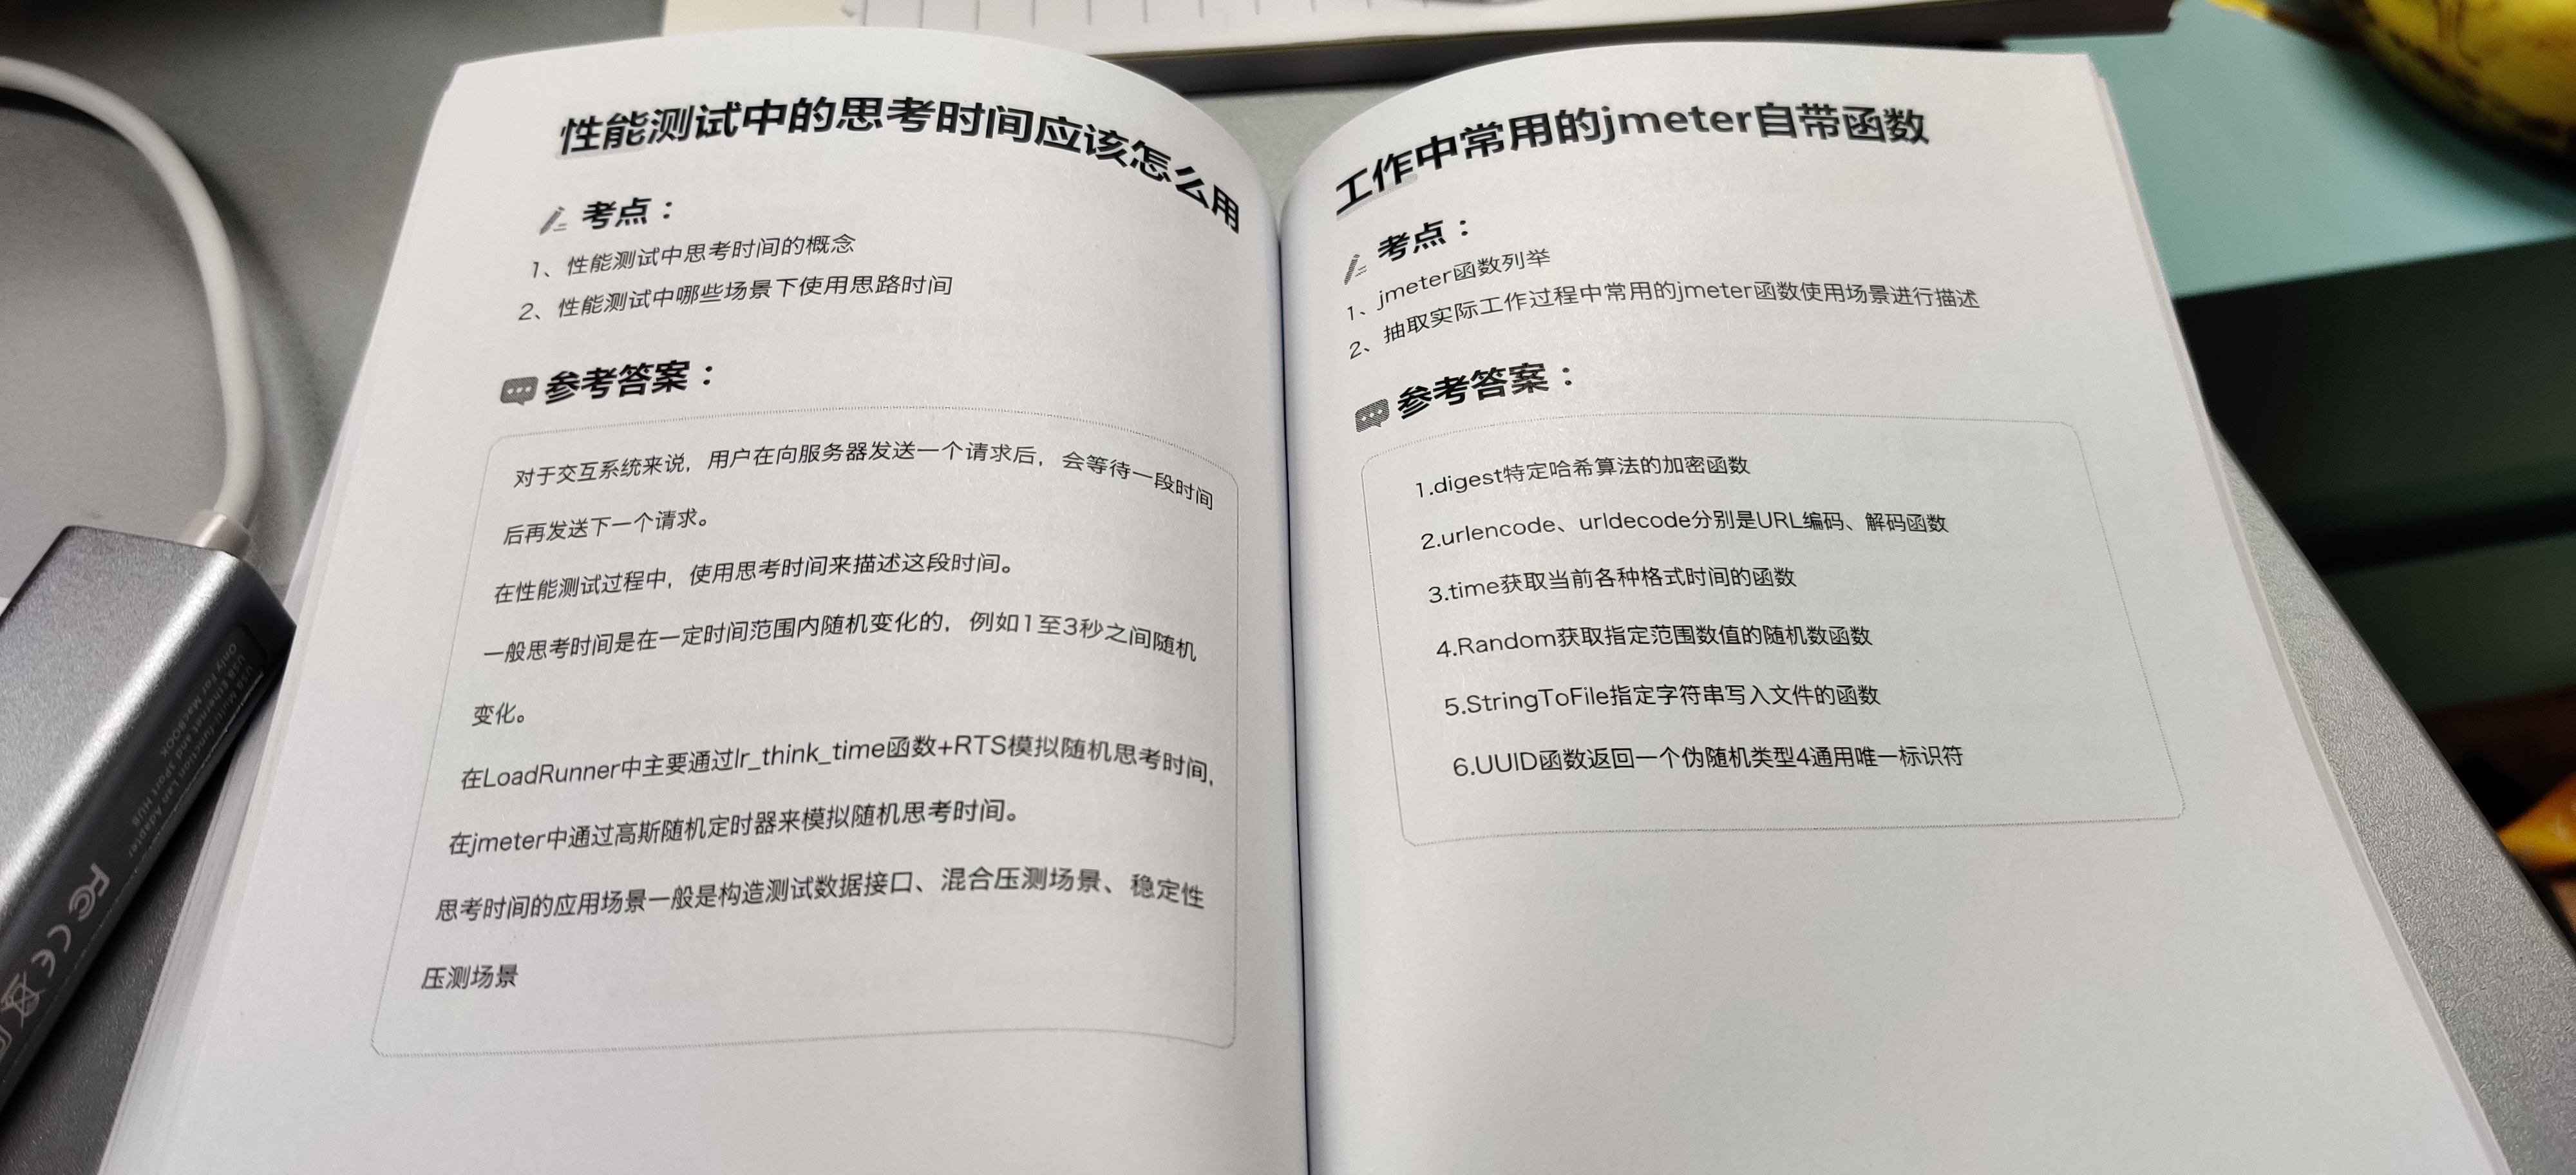 性能测试中的思考时间应该怎么用
考点：
1、性能测试中思考时间的概念
2、性能测试中哪些场景下使用思路时间
参考答案：
对于交互系统来说，用户在向服务器发送一个请求后，会等待一段时间
后再发送下一个请求。
在性能测试过程中，使用思考时间来描述这段时间。
一般思考时间是在一定时间范围内随机变化的，例如1至3秒之间随机
变化。
在LoadRunner中主要通过lr_think_time函数+RTS模拟随机思考时间，
在jmeter中通过高斯随机定时器来模拟随机思考时间。
思考时间的应用场景一般是构造测试数据接口、混合压测场景、稳定性
压测场景
工作中常用的jmeter自带函数
考点：
1、jmeter函数列举
2、抽取实际工作过程中常用的jmeter函数使用场景进行描述
参考答案：
1.digest特定哈希算法的加密函数
2.urlencode、urldecode分别是URL编码、解码函数
3.time获取当前各种格式时间的函数
4.Random获取指定范围数值的随机数函数
5.StringToFile指定字符串写入文件的函数
6.UUID函数返回一个伪随机类型4通用唯一标识符
USB Multi-function Lan Adapter
USB Ethernet and 3Port HUB
Only For MacBOOK
FC CE